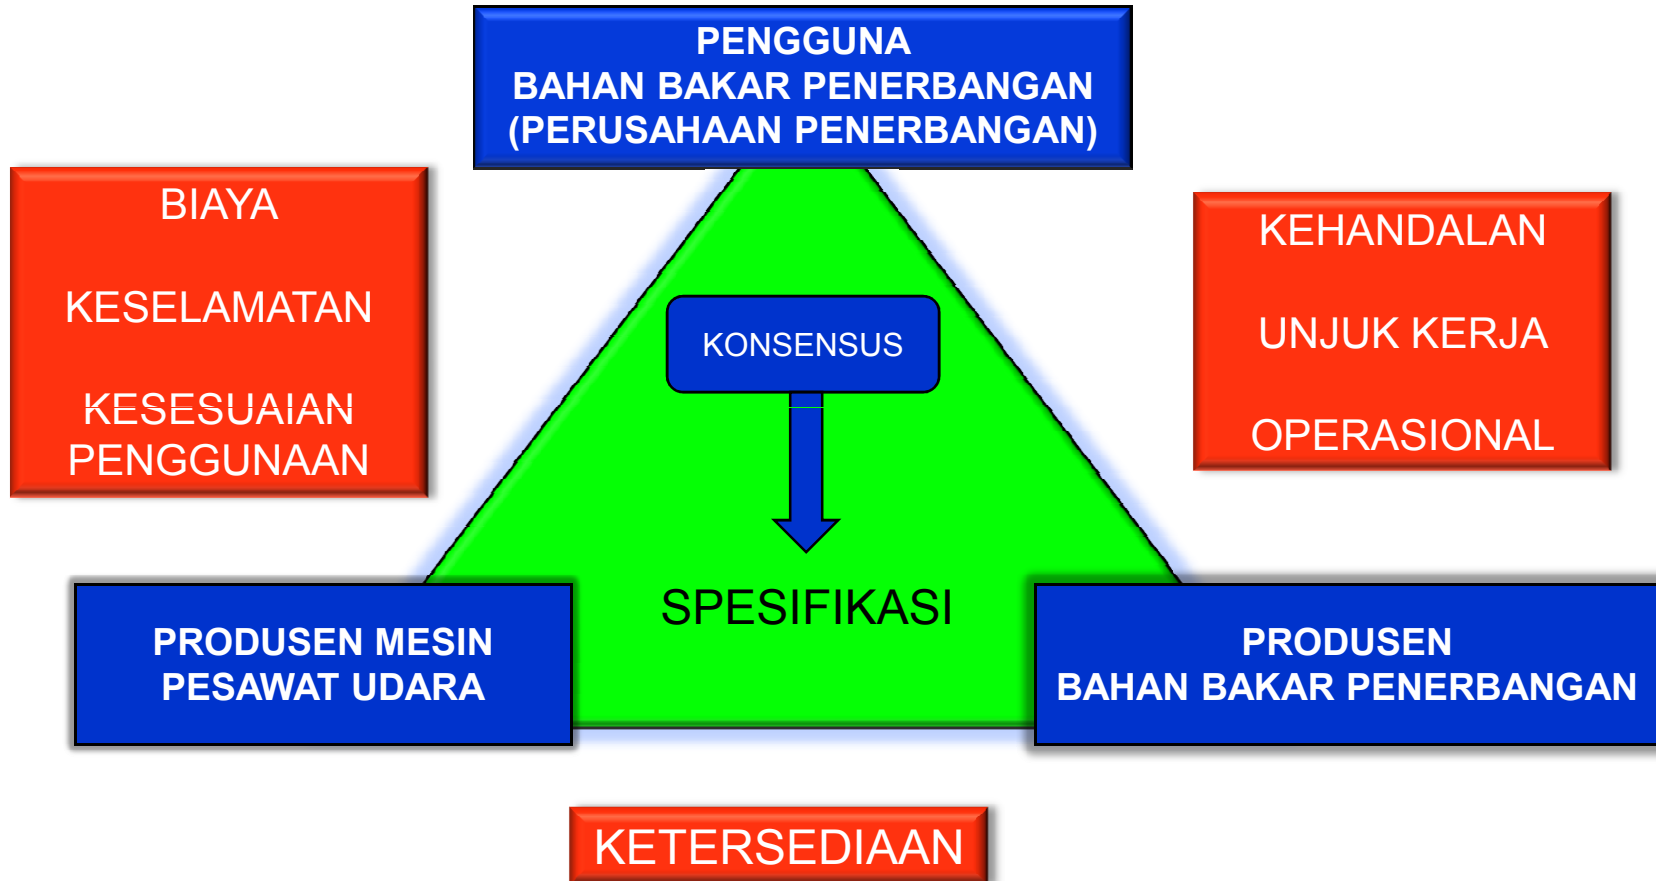 PENGGUNA
BAHAN BAKAR PENERBANGAN
(PERUSAHAAN PENERBANGAN)
BIAYA
KESELAMATAN
KESESUAIAN
PENGGUNAAN
KEHANDALAN
UNJUK KERJA
OPERASIONAL
KONSENSUS
SPESIFIKASI
PRODUSEN MESIN
PESAWAT UDARA
PRODUSEN
BAHAN BAKAR PENERBANGAN
KETERSEDIAAN